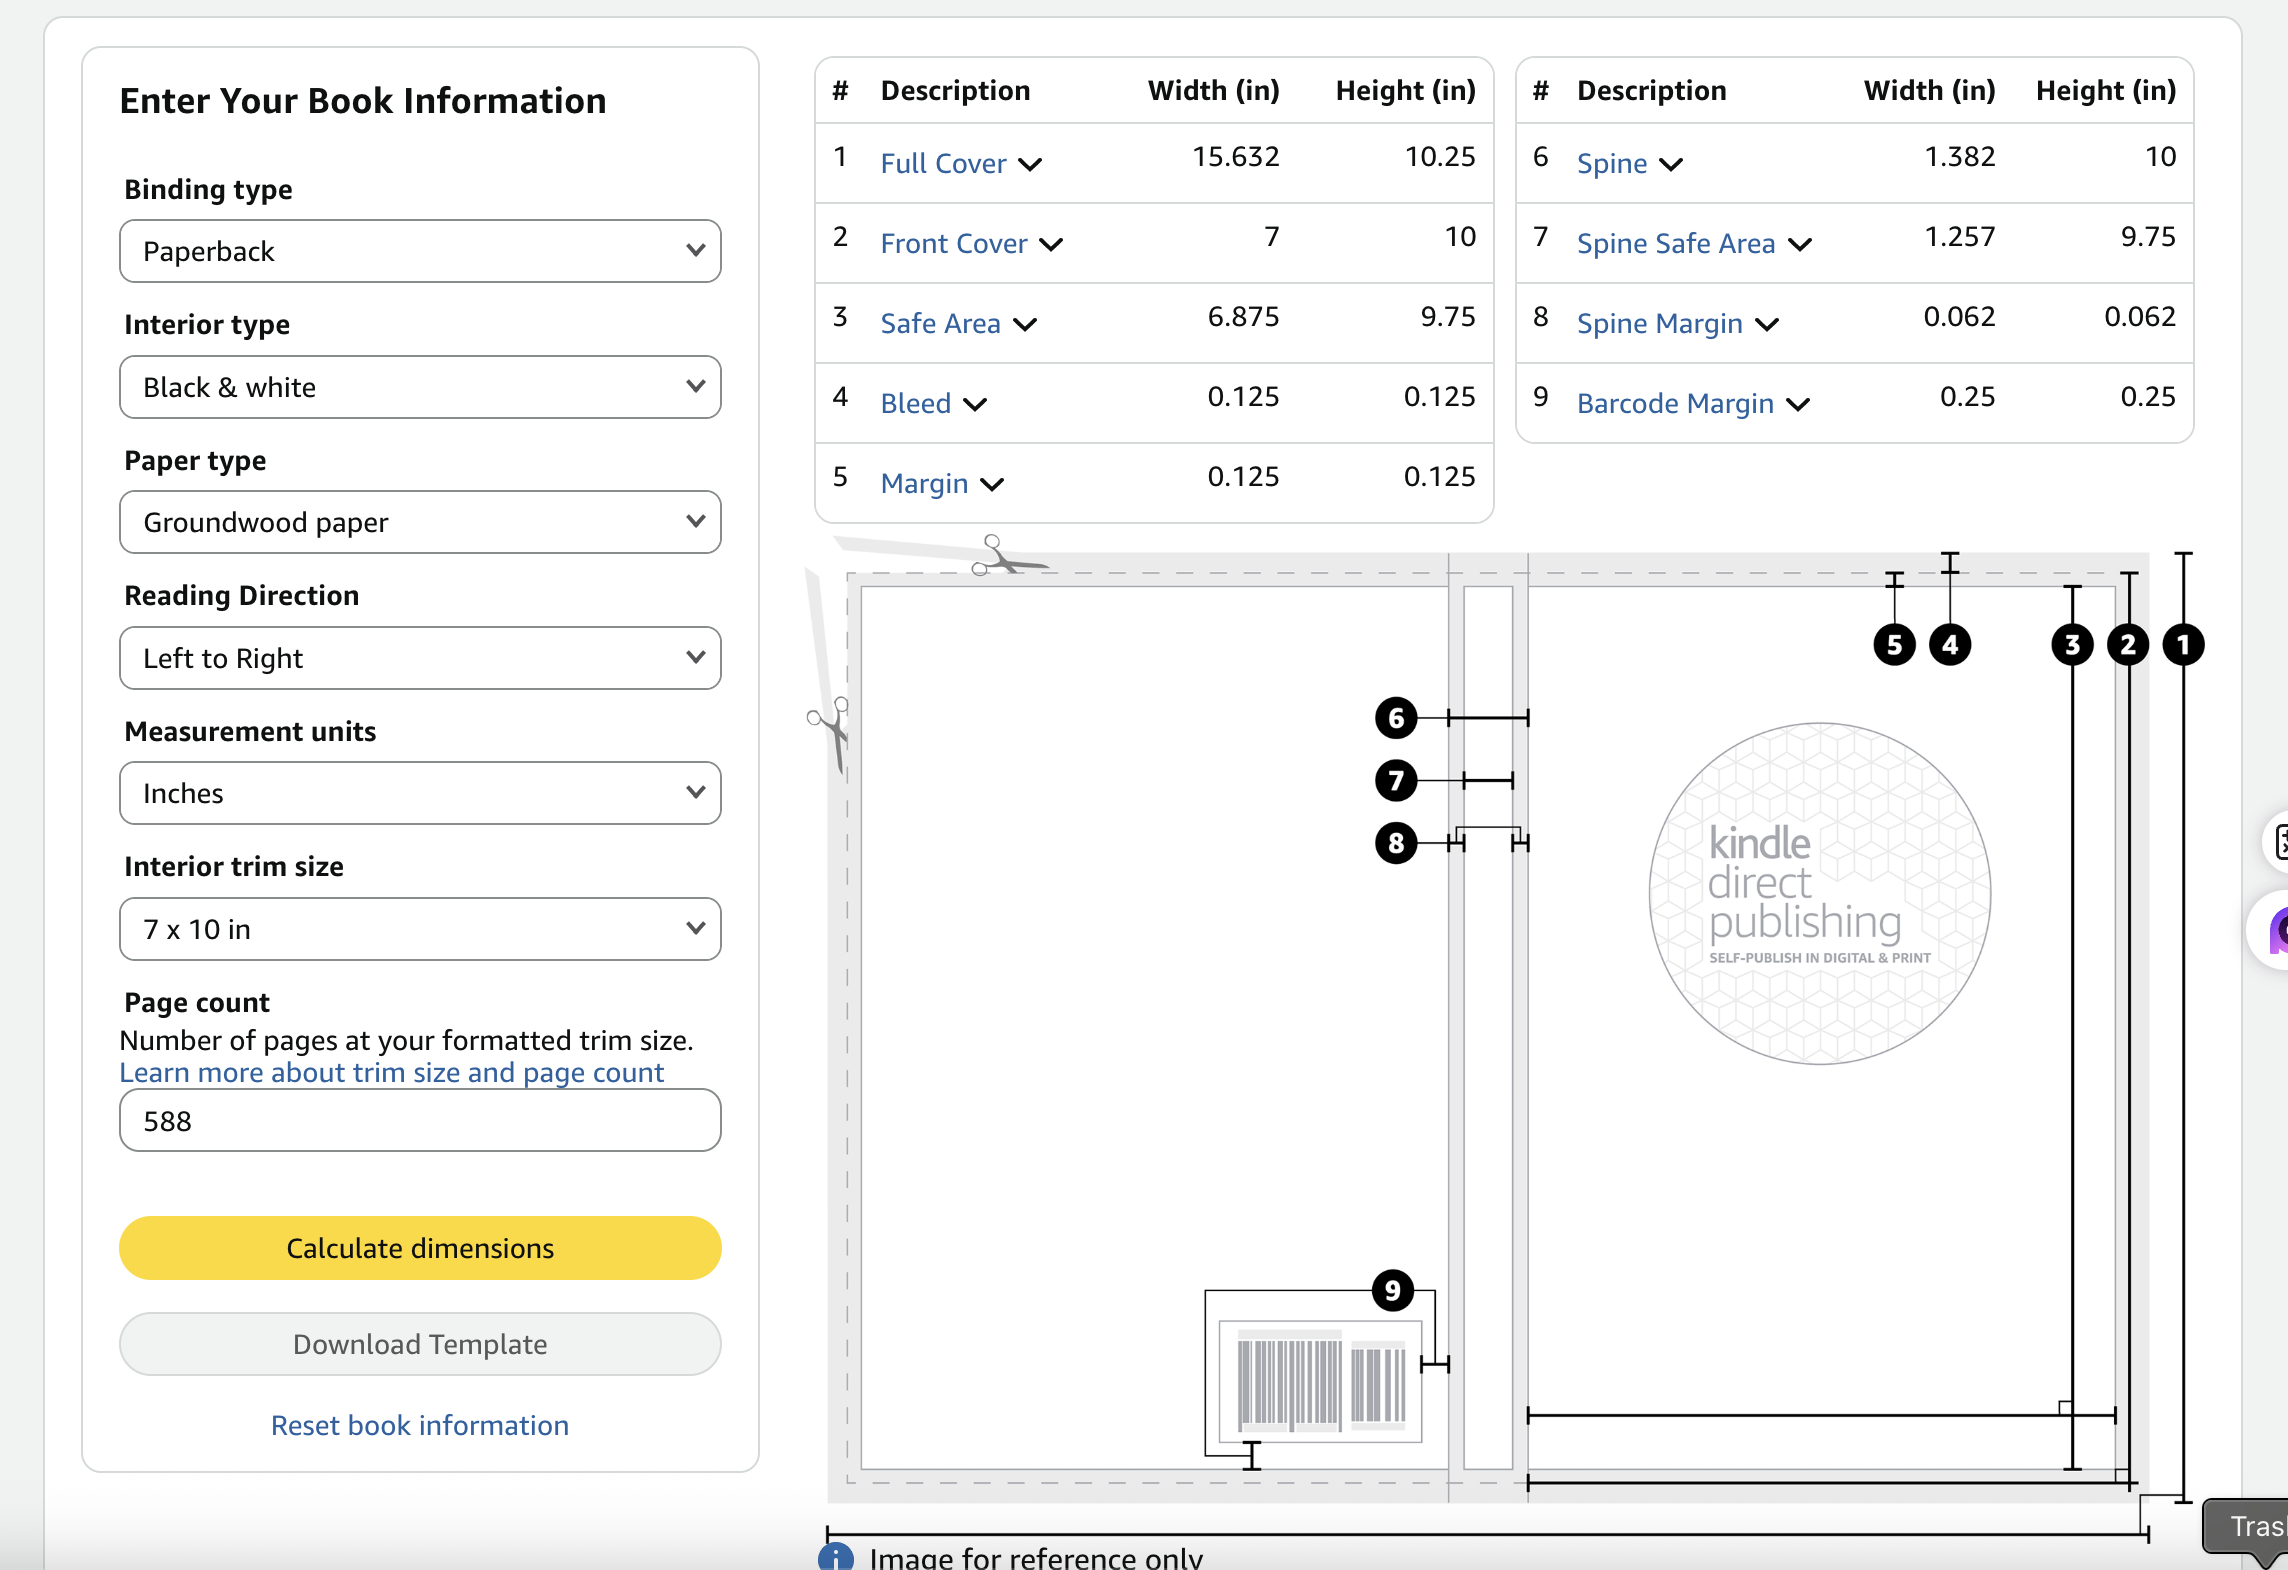 Enter Your Book Information
Binding type
Paperback
Interior type
Black & white
Paper type
Groundwood paper
Reading Direction
Left to Right
Measurement units
Inches
Interior trim size
7 x 10 in
Page count
Number of pages at your formatted trim size.
Learn more about trim size and page count
588
Calculate dimensions
Download Template
Reset book information
# Description Width (in) Height (in)
1 Full Cover 15.632 10.25
2 Front Cover 7 10
3 Safe Area 6.875 9.75
4 Bleed 0.125 0.125
5 Margin 0.125 0.125
# Description Width (in) Height (in)
6 Spine 1.382 10
7 Spine Safe Area 1.257 9.75
8 Spine Margin 0.062 0.062
9 Barcode Margin 0.25 0.25
5 4 3 2 1
6
7
8
kindle
direct
publishing
SELF-PUBLISH IN DIGITAL & PRINT
9
Image for reference only